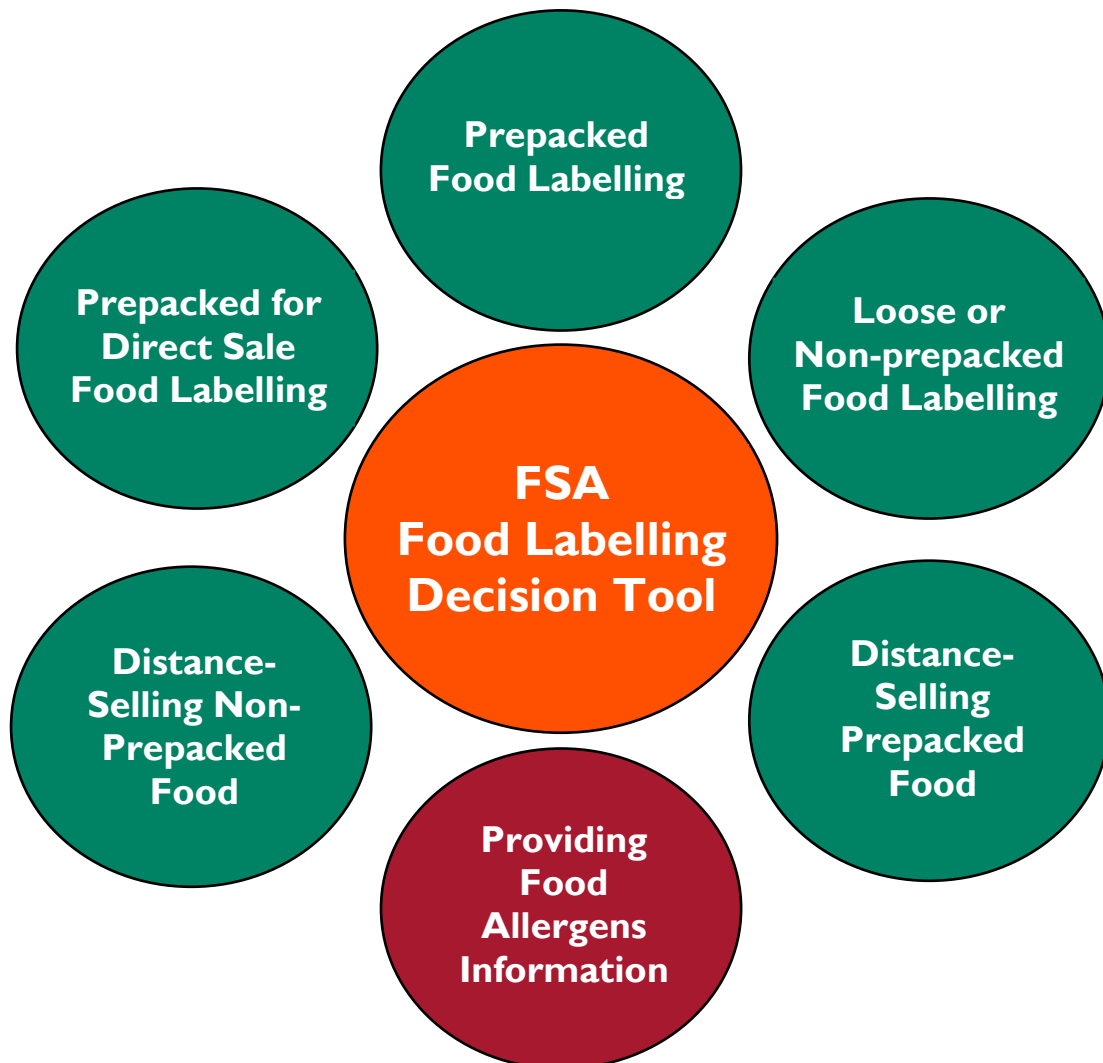 Prepacked
Food Labelling
Prepacked for
Direct Sale
Food Labelling
Loose or
Non-prepacked
Food Labelling
FSA
Food Labelling
Decision Tool
Distance-
Selling Non-
Prepacked
Food
Distance-
Selling
Prepacked
Food
Providing
Food
Allergens
Information